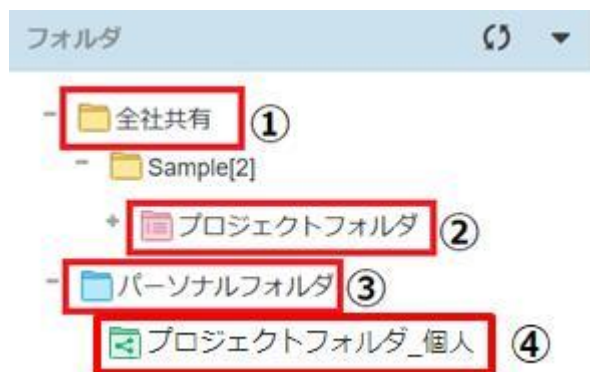 フォルダ
全社共有 ①
Sample[2]
プロジェクトフォルダ ②
パーソナルフォルダ ③
プロジェクトフォルダ_個人 ④